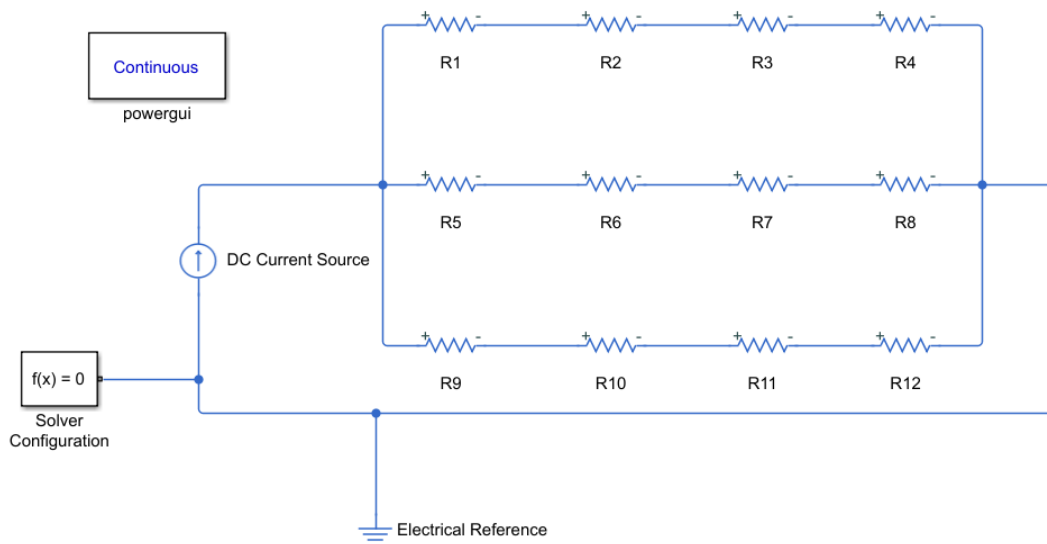 R1 R2 R3 R4
Continuous
powergui
R5 R6 R7 R8
DC Current Source
f(x) = 0
R9 R10 R11 R12
Solver
Configuration
Electrical Reference